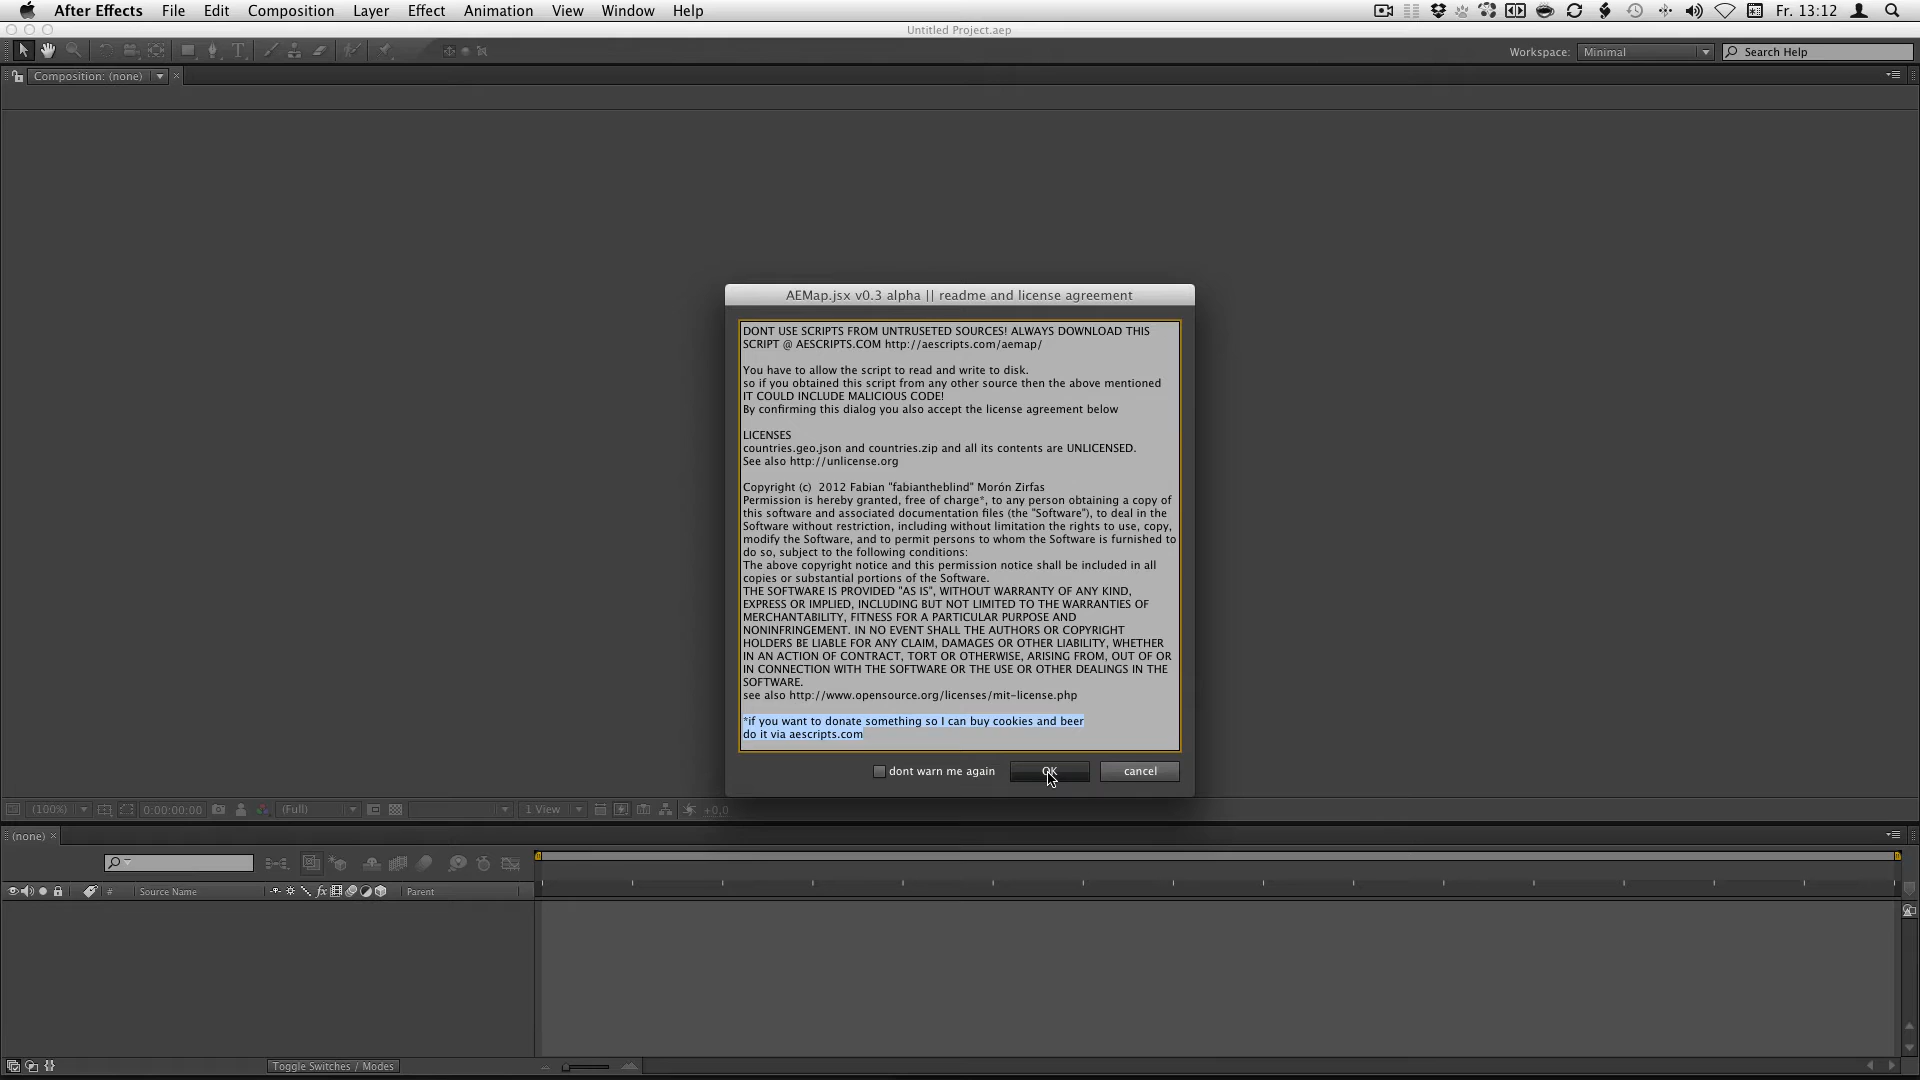 After Effects File Edit Composition Layer Effect Animation View Window Help Fr. 13:12
Untitled Project.aep
Workspace: Minimal Search Help
Composition: (none)
AEMap.jsx v0.3 alpha || readme and license agreement
DONT USE SCRIPTS FROM UNTRUSETED SOURCES! ALWAYS DOWNLOAD THIS
SCRIPT @ AESCRIPTS.COM http://aescripts.com/aemap/
You have to allow the script to read and write to disk.
so if you obtained this script from any other source then the above mentioned
IT COULD INCLUDE MALICIOUS CODE!
By confirming this dialog you also accept the license agreement below
LICENSES
countries.geo.json and countries.zip and all its contents are UNLICENSED.
See also http://unlicense.org
Copyright (c)  2012 Fabian "fabiantheblind" Morón Zirfas
Permission is hereby granted, free of charge*, to any person obtaining a copy of
this software and associated documentation files (the "Software"), to deal in the
Software without restriction, including without limitation the rights to use, copy,
modify the Software, and to permit persons to whom the Software is furnished to
do so, subject to the following conditions:
The above copyright notice and this permission notice shall be included in all
copies or substantial portions of the Software.
THE SOFTWARE IS PROVIDED "AS IS", WITHOUT WARRANTY OF ANY KIND,
EXPRESS OR IMPLIED, INCLUDING BUT NOT LIMITED TO THE WARRANTIES OF
MERCHANTABILITY, FITNESS FOR A PARTICULAR PURPOSE AND
NONINFRINGEMENT. IN NO EVENT SHALL THE AUTHORS OR COPYRIGHT
HOLDERS BE LIABLE FOR ANY CLAIM, DAMAGES OR OTHER LIABILITY, WHETHER
IN AN ACTION OF CONTRACT, TORT OR OTHERWISE, ARISING FROM, OUT OF OR
IN CONNECTION WITH THE SOFTWARE OR THE USE OR OTHER DEALINGS IN THE
SOFTWARE.
see also http://www.opensource.org/licenses/mit-license.php
*if you want to donate something so I can buy cookies and beer
do it via aescripts.com
dont warn me again OK cancel
(100%) 0:00:00:00 (Full) 1 View +0,0
(none)
# Source Name fx Parent
Toggle Switches / Modes